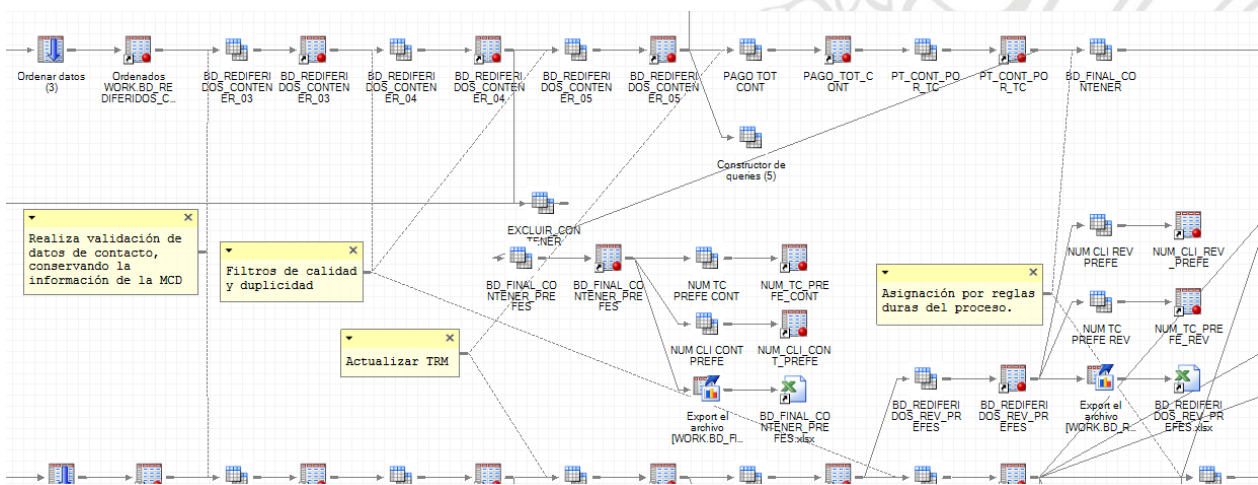 Ordenar datos
(3)
Ordenados
WORK.BD_RE
DIFERIDOS_C...
BD_REDIFERI
DOS_CONTEN
ER_03
BD_REDIFERI
DOS_CONTEN
ER_03
BD_REDIFERI
DOS_CONTEN
ER_04
BD_REDIFERI
DOS_CONTEN
ER_04
BD_REDIFERI
DOS_CONTEN
ER_05
BD_REDIFERI
DOS_CONTEN
ER_05
PAGO TOT
CONT
PAGO_TOT_C
ONT
PT_CONT_PO
R_TC
PT_CONT_PO
R_TC
BD_FINAL_CO
NTENER
Constructor de
queries (5)
EXCLUIR_CON
TENER
Realiza validación de
datos de contacto,
conservando la
información de la MCD
Filtros de calidad
y duplicidad
Actualizar TRM
Asignación por reglas
duras del proceso.
BD_FINAL_CO
NTENER_PRE
FES
BD_FINAL_CO
NTENER_PRE
FES
NUM TC
PREFE CONT
NUM_TC_PRE
FE_CONT
NUM CLI CONT
PREFE
NUM_CLI_CON
T_PREFE
Export el
archivo
[WORK.BD_FI...
BD_FINAL_CO
NTENER_PRE
FES.xlsx
NUM CLI REV
PREFE
NUM_CLI_REV
_PREFE
NUM TC
PREFE REV
NUM_TC_PRE
FE_REV
BD_REDIFERI
DOS_REV_PR
EFES
BD_REDIFERI
DOS_REV_PR
EFES
Export el
archivo
[WORK.BD_R...
BD_REDIFERI
DOS_REV_PR
EFES.xlsx